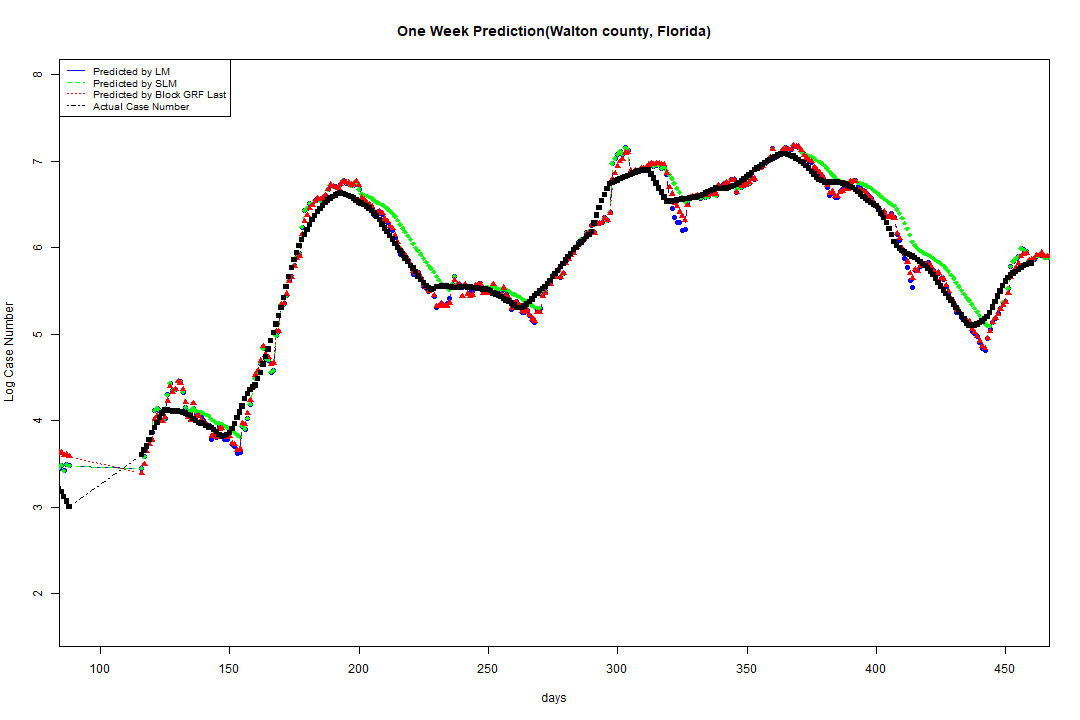 One Week Prediction(Walton county, Florida)
Predicted by LM
Predicted by SLM
Predicted by Block GRF Last
Actual Case Number
8
7
6
5
4
3
2
Log Case Number
100 150 200 250 300 350 400 450
days